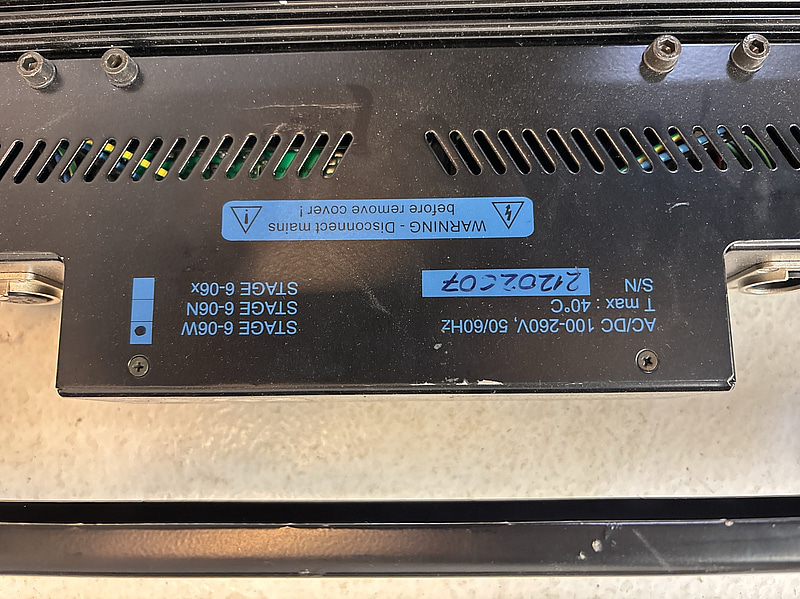 AC/DC 100-260V, 50/60Hz
T max : 40°C
S/N
STAGE 6-06W
STAGE 6-06N
STAGE 6-06x
WARNING - Disconnect mains
before remove cover !